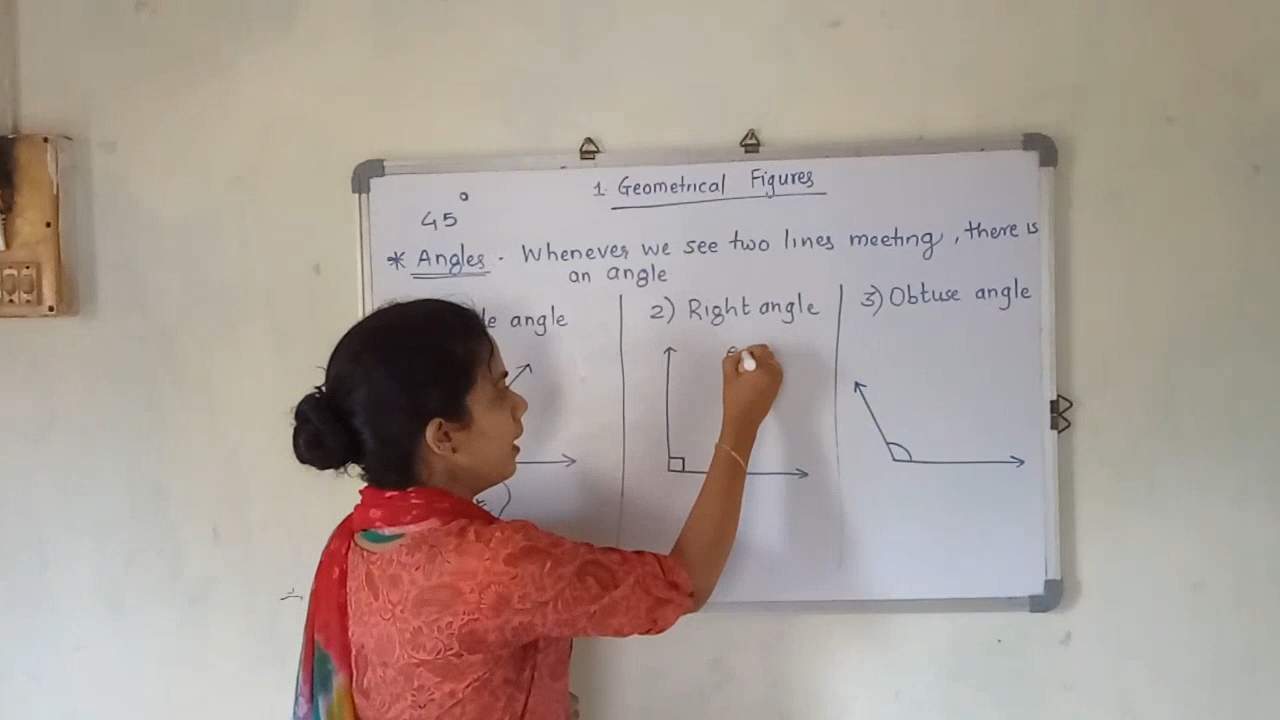 1. Geometrical Figures
45°
* Angles - Whenever we see two lines meeting, there is
an angle
angle
2) Right angle
3) Obtuse angle